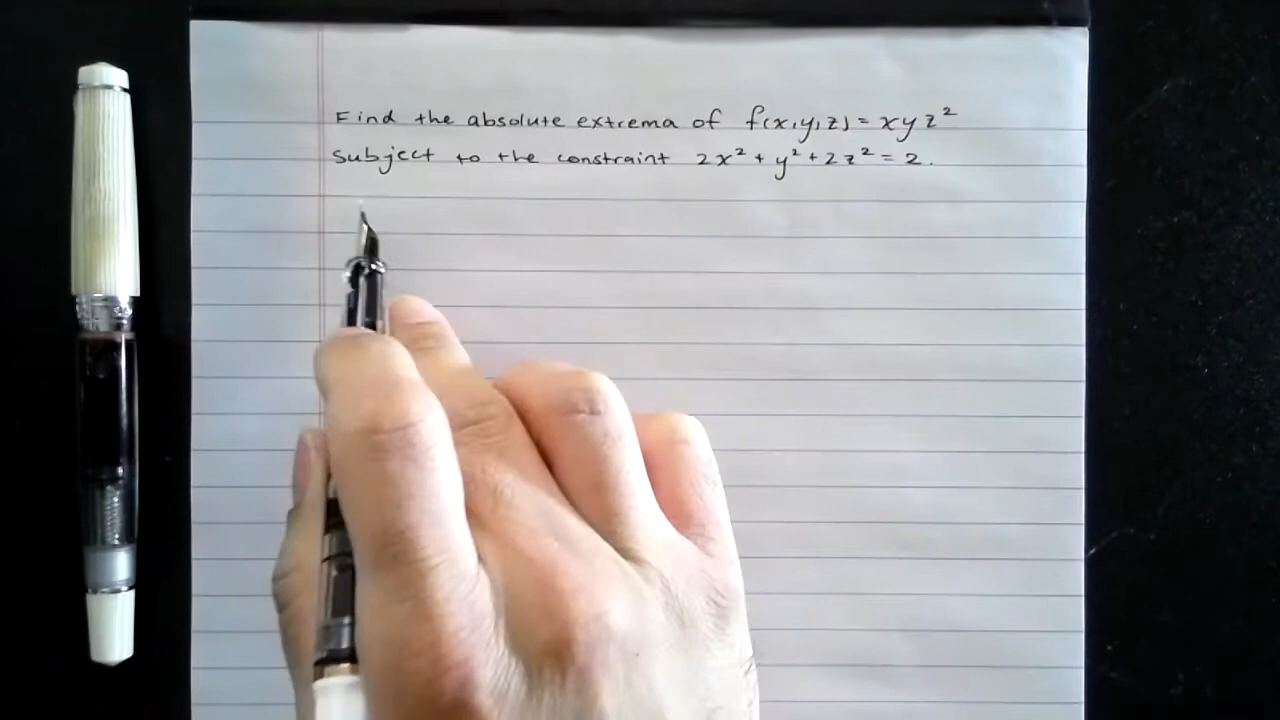 Find the absolute extrema of f(x,y,z) = xyz²
subject to the constraint 2x² + y² + 2z² = 2.